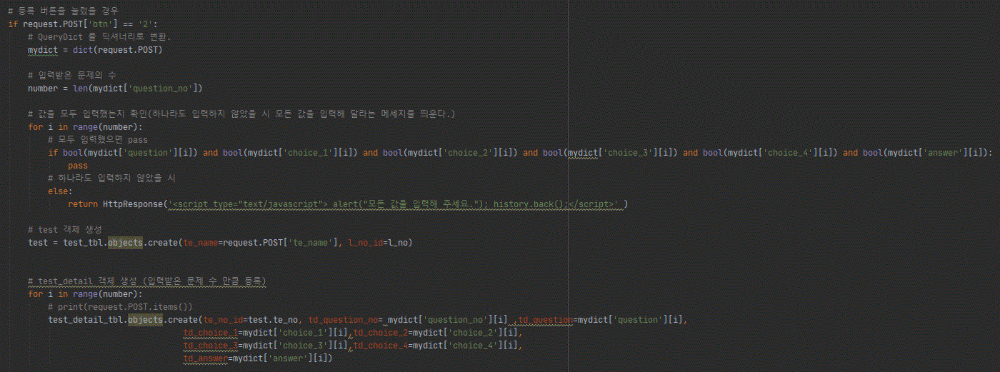 # 등록 버튼을 눌렀을 경우
if request.POST['btn'] == '2':
# QueryDict 를 딕셔너리로 변환.
mydict = dict(request.POST)
# 입력받은 문제의 수
number = len(mydict['question_no'])
# 값을 모두 입력했는지 확인(하나라도 입력하지 않았을 시 모든 값을 입력해 달라는 메세지를 띄운다.)
for i in range(number):
# 모두 입력했으면 pass
if bool(mydict['question'][i]) and bool(mydict['choice_1'][i]) and bool(mydict['choice_2'][i]) and bool(mydict['choice_3'][i]) and bool(mydict['choice_4'][i]) and bool(mydict['answer'][i]):
pass
# 하나라도 입력하지 않았을 시
else:
return HttpResponse('<script type="text/javascript"> alert("모든 값을 입력해 주세요."); history.back();</script>' )
# test 객체 생성
test = test_tbl.objects.create(te_name=request.POST['te_name'], l_no_id=l_no)
# test_detail 객체 생성 (입력받은 문제 수 만큼 등록)
for i in range(number):
# print(request.POST.items())
test_detail_tbl.objects.create(te_no_id=test.te_no, td_question_no= mydict['question_no'][i] ,td_question=mydict['question'][i],
td_choice_1=mydict['choice_1'][i],td_choice_2=mydict['choice_2'][i],
td_choice_3=mydict['choice_3'][i],td_choice_4=mydict['choice_4'][i],
td_answer=mydict['answer'][i])